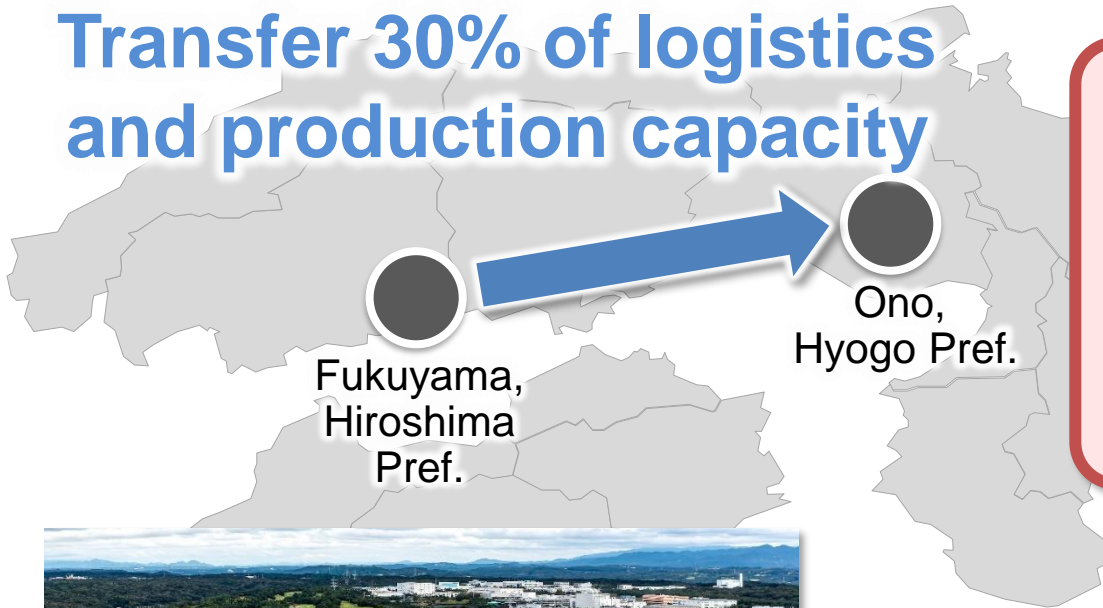 Transfer 30% of logistics
and production capacity
Ono,
Hyogo Pref.
Fukuyama,
Hiroshima
Pref.